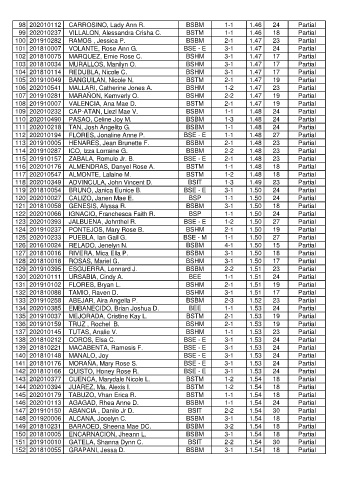 98 202010112 CARROSINO, Lady Ann R. BSBM 1-1 1.46 24 Partial
99 202010237 VILLALON, Alessandra Crisha C. BSTM 1-1 1.46 18 Partial
100 201910282 RAMOS, Jessica P. BSBM 2-1 1.47 23 Partial
101 201810007 VOLANTE, Rose Ann G. BSE - E 3-1 1.47 24 Partial
102 201810075 MARQUEZ, Ernie Rose C. BSHM 3-1 1.47 17 Partial
103 201810034 MURALLOS, Marilyn O. BSHM 3-1 1.47 17 Partial
104 201810114 REDUBLA, Nicole C. BSHM 3-1 1.47 17 Partial
105 201910049 BANGUILAN, Nicole N. BSTM 2-1 1.47 19 Partial
106 202010541 MALLARI, Catherine Jones A. BSHM 1-2 1.47 23 Partial
107 201910281 MARAÑON, Kemverly O. BSHM 2-2 1.47 19 Partial
108 201910007 VALENCIA, Ana Mae D. BSTM 2-1 1.47 19 Partial
109 202010232 CAP-ATAN, Liezl Mae V. BSBM 1-1 1.48 24 Partial
110 202010490 PASAO, Celine Joy M. BSBM 1-3 1.48 24 Partial
111 202010218 TAN, Josh Angelito G. BSBM 1-1 1.48 24 Partial
112 202010194 FLORES, Jonaline Anne P. BSE - E 1-1 1.48 27 Partial
113 201910005 HENARES, Jean Brunette F. BSBM 2-1 1.48 23 Partial
114 201910287 ICO, Izza Lorraine G. BSBM 2-2 1.48 23 Partial
115 201910157 ZABALA, Romulo Jr. B. BSE - E 2-1 1.48 23 Partial
116 202010176 ALMENDRAS, Danyel Rose A. BSTM 1-1 1.48 18 Partial
117 202010547 ALMONTE, Lalaine M. BSTM 1-2 1.48 18 Partial
118 202010349 ADVINCULA, John Vincent D. BSIT 1-3 1.49 23 Partial
119 201810054 BRUNO, Janica Eunice B. BSE - E 3-1 1.50 24 Partial
120 202010027 CALIZO, Janeri Mae E. BSP 1-1 1.50 24 Partial
121 201810058 GENESIS, Alyssa R. BSBM 3-1 1.50 18 Partial
122 202010066 IGNACIO, Franchesca Faith R. BSP 1-1 1.50 24 Partial
123 202010393 JALBUENA, Johnrhel R. BSE - E 1-2 1.50 27 Partial
124 201910237 PONTEJOS, Mary Rose B. BSHM 2-1 1.50 19 Partial
125 202010233 PUEBLA, Ian Gail G. BSE - M 1-1 1.50 27 Partial
126 201610024 RELADO, Jenelyn N. BSBM 4-1 1.50 15 Partial
127 201810016 RIVERA, Mica Ella P. BSBM 3-1 1.50 18 Partial
128 201810018 ROSAS, Mariel G. BSHM 3-1 1.50 17 Partial
129 201910395 ESGUERRA, Lennard J. BSBM 2-2 1.51 23 Partial
130 202010111 URSABIA, Cindy A. BEE 1-1 1.51 24 Partial
131 201910102 FLORES, Bryan L. BSHM 2-1 1.51 19 Partial
132 201810088 TAMIO, Raven D. BSHM 3-1 1.51 17 Partial
133 201910258 ABEJAR, Aira Angella P. BSBM 2-3 1.52 23 Partial
134 202010385 EMBANECIDO, Brian Joshua D. BEE 1-1 1.53 24 Partial
135 201910037 MEJORADA, Cristine Kay L. BSTM 2-1 1.53 19 Partial
136 201910159 TRUZ, Rochel B. BSHM 2-1 1.53 19 Partial
137 202010145 TUTAS, Analie V. BSHM 1-1 1.53 23 Partial
138 201810212 COROS, Elsa C. BSE - E 3-1 1.53 24 Partial
139 201810221 MACABENTA, Ramesis F. BSE - E 3-1 1.53 24 Partial
140 201810148 MANALO, Joy BSE - E 3-1 1.53 24 Partial
141 201810176 MORAÑA, Mary Rose S. BSE - E 3-1 1.53 24 Partial
142 201810166 QUISTO, Honey Rose R. BSE - E 3-1 1.53 24 Partial
143 202010377 CUENCA, Marydale Nicole L. BSTM 1-2 1.54 18 Partial
144 202010394 JUAREZ, Ma. Alexis I. BSTM 1-2 1.54 18 Partial
145 202010179 TABUZO, Vhan Erica R. BSTM 1-1 1.54 18 Partial
146 202010113 AGAGAD, Rhea Anne D. BSBM 1-1 1.54 24 Partial
147 201910150 ABANCIA, Danilo Jr D. BSIT 2-2 1.54 30 Partial
148 201920006 ALCANA, Jocelyn C. BSBM 3-1 1.54 18 Partial
149 201810231 BARAOED, Sheena Mae DC. BSBM 3-2 1.54 18 Partial
150 201810005 ENCARNACION, Jheann L. BSBM 3-1 1.54 18 Partial
151 201910010 GATELA, Shanna Dynn C. BSIT 2-2 1.54 30 Partial
152 201810055 GRAPANI, Jessa D. BSBM 3-1 1.54 18 Partial